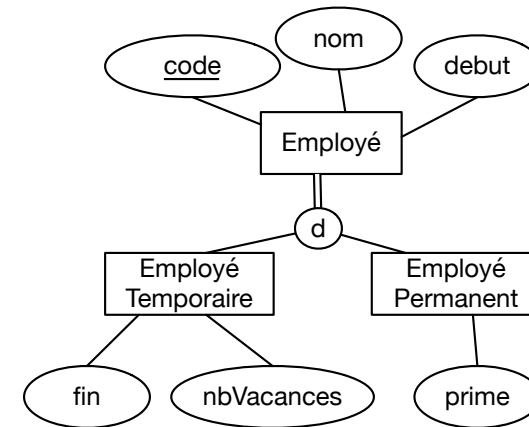 nom
code
debut
Employé
d
Employé
Temporaire
Employé
Permanent
fin
nbVacances
prime